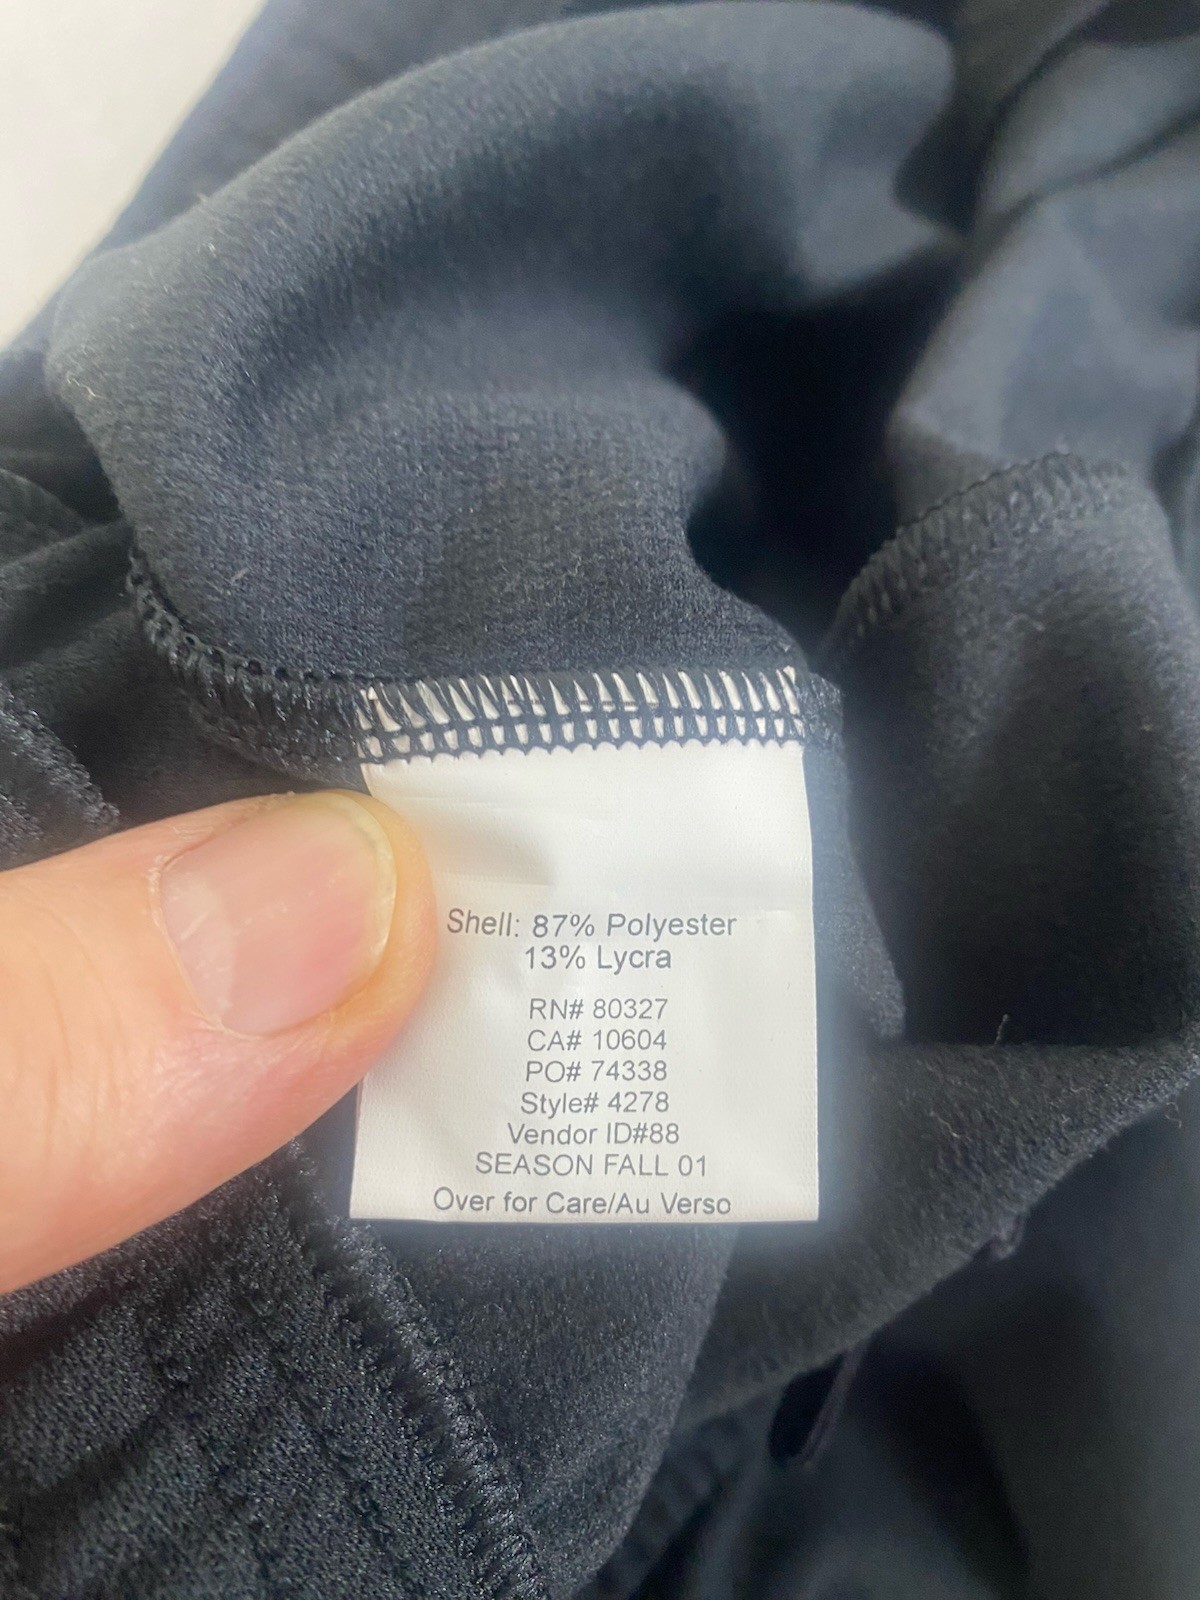 Shell: 87% Polyester
13% Lycra
RN# 80327
CA# 10604
PO# 74338
Style# 4278
Vendor ID#88
SEASON FALL 01
Over for Care/Au Verso